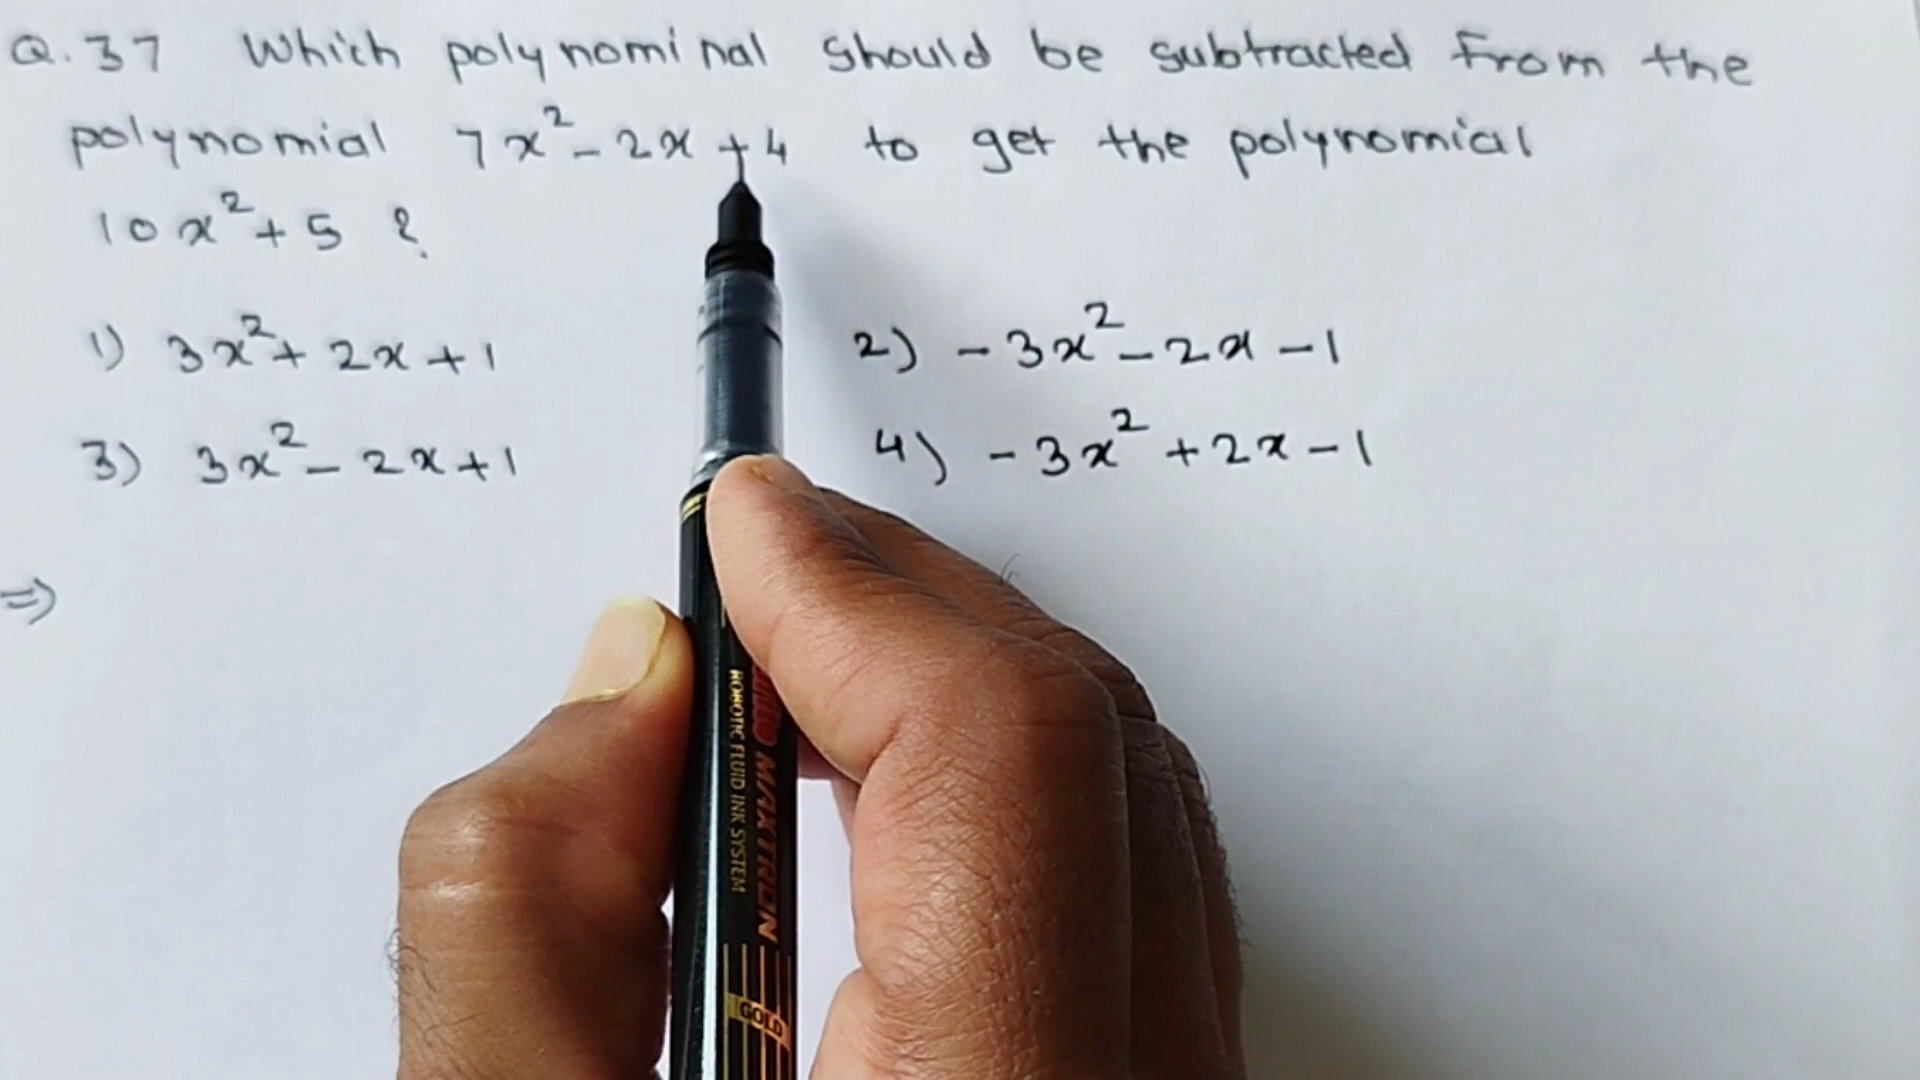 Q.37 Which polynominal should be subtracted from the
polynomial 7x² - 2x + 4 to get the polynomial
10x² + 5 ?
1) 3x² + 2x + 1
2) - 3x² - 2x - 1
3) 3x² - 2x + 1
4) - 3x² + 2x - 1
⇒
MAXTRON
ROBOTIC FLUID INK SYSTEM
GOLD